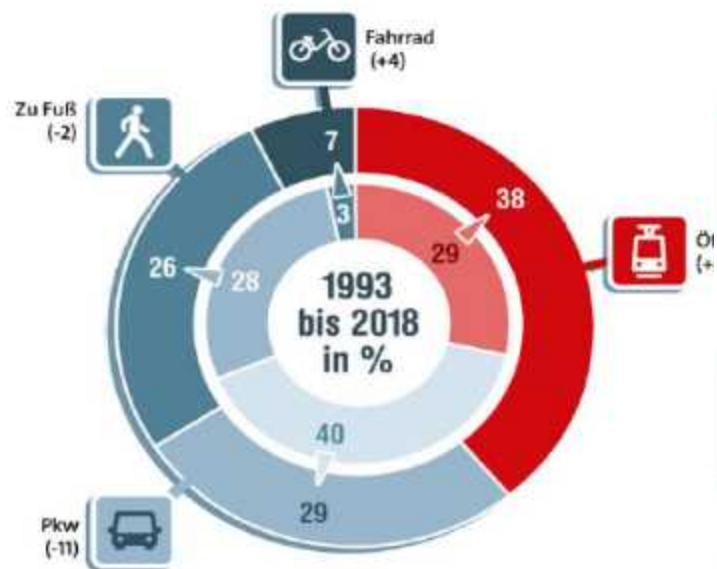 Fahrrad
(+4)
Zu Fuß
(-2)
7
38
3
29
26
28
1993
bis 2018
in %
40
29
Pkw
(-11)